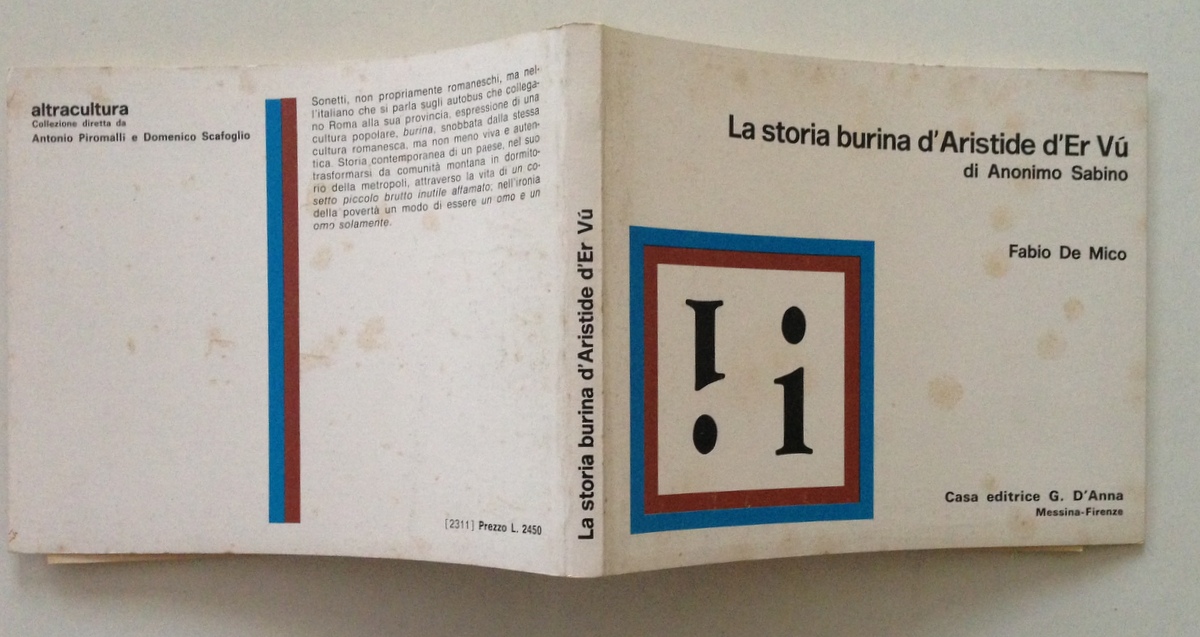 altracultura
Collezione diretta da
Antonio Piromalli e Domenico Scafoglio
Sonetti, non propriamente romaneschi, ma nel-
l'italiano che si parla sugli autobus che collega-
no Roma alla sua provincia, espressione di una
cultura popolare, burina, snobbata dalla stessa
cultura romanesca, ma non meno viva e auten-
tica. Storia contemporanea di un paese, nel suo
trasformarsi da comunità montana in dormito-
rio della metropoli, attraverso la vita di un co-
setto piccolo brutto inutile affamato; nell'ironia
della povertà un modo di essere un omo e un
omo solamente.
[2311] Prezzo L. 2450
La storia burina d'Aristide d'Er Vú
La storia burina d'Aristide d'Er Vú
di Anonimo Sabino
Fabio De Mico
i i
Casa editrice G. D'Anna
Messina-Firenze